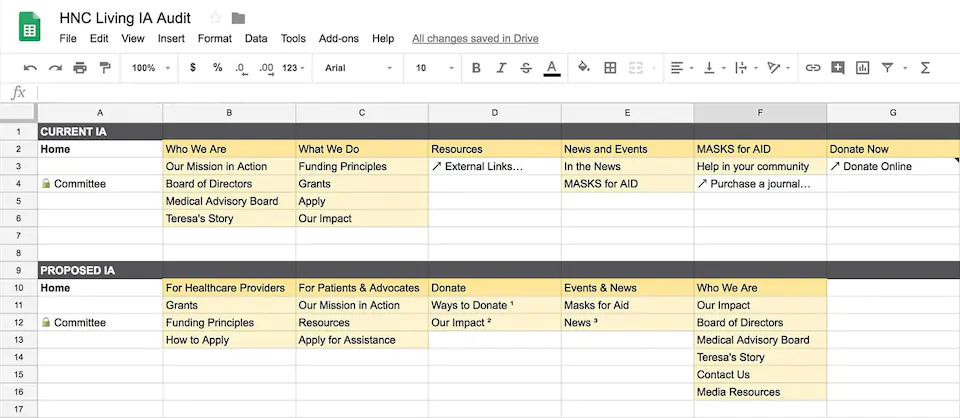 HNC Living IA Audit
File Edit View Insert Format Data Tools Add-ons Help All changes saved in Drive
100% $ % .0 .00 123 Arial 10 B I S A Σ
fx
A B C D E F G
1 CURRENT IA
2 Home Who We Are What We Do Resources News and Events MASKS for AID Donate Now
3 Our Mission in Action Funding Principles ↗ External Links... In the News Help in your community ↗ Donate Online
4 🔒 Committee Board of Directors Grants MASKS for AID ↗ Purchase a journal...
5 Medical Advisory Board Apply
6 Teresa's Story Our Impact
7
8
9 PROPOSED IA
10 Home For Healthcare Providers For Patients & Advocates Donate Events & News Who We Are
11 Grants Our Mission in Action Ways to Donate ¹ Masks for Aid Our Impact
12 🔒 Committee Funding Principles Resources Our Impact ² News ³ Board of Directors
13 How to Apply Apply for Assistance Medical Advisory Board
14 Teresa's Story
15 Contact Us
16 Media Resources
17